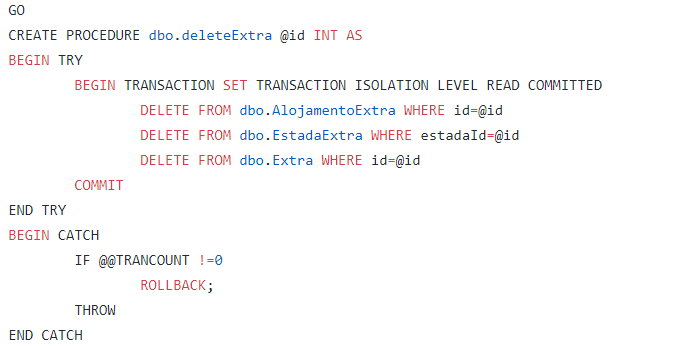 GO
CREATE PROCEDURE dbo.deleteExtra @id INT AS
BEGIN TRY
BEGIN TRANSACTION SET TRANSACTION ISOLATION LEVEL READ COMMITTED
DELETE FROM dbo.AlojamentoExtra WHERE id=@id
DELETE FROM dbo.EstadaExtra WHERE estadaId=@id
DELETE FROM dbo.Extra WHERE id=@id
COMMIT
END TRY
BEGIN CATCH
IF @@TRANCOUNT !=0
ROLLBACK;
THROW
END CATCH